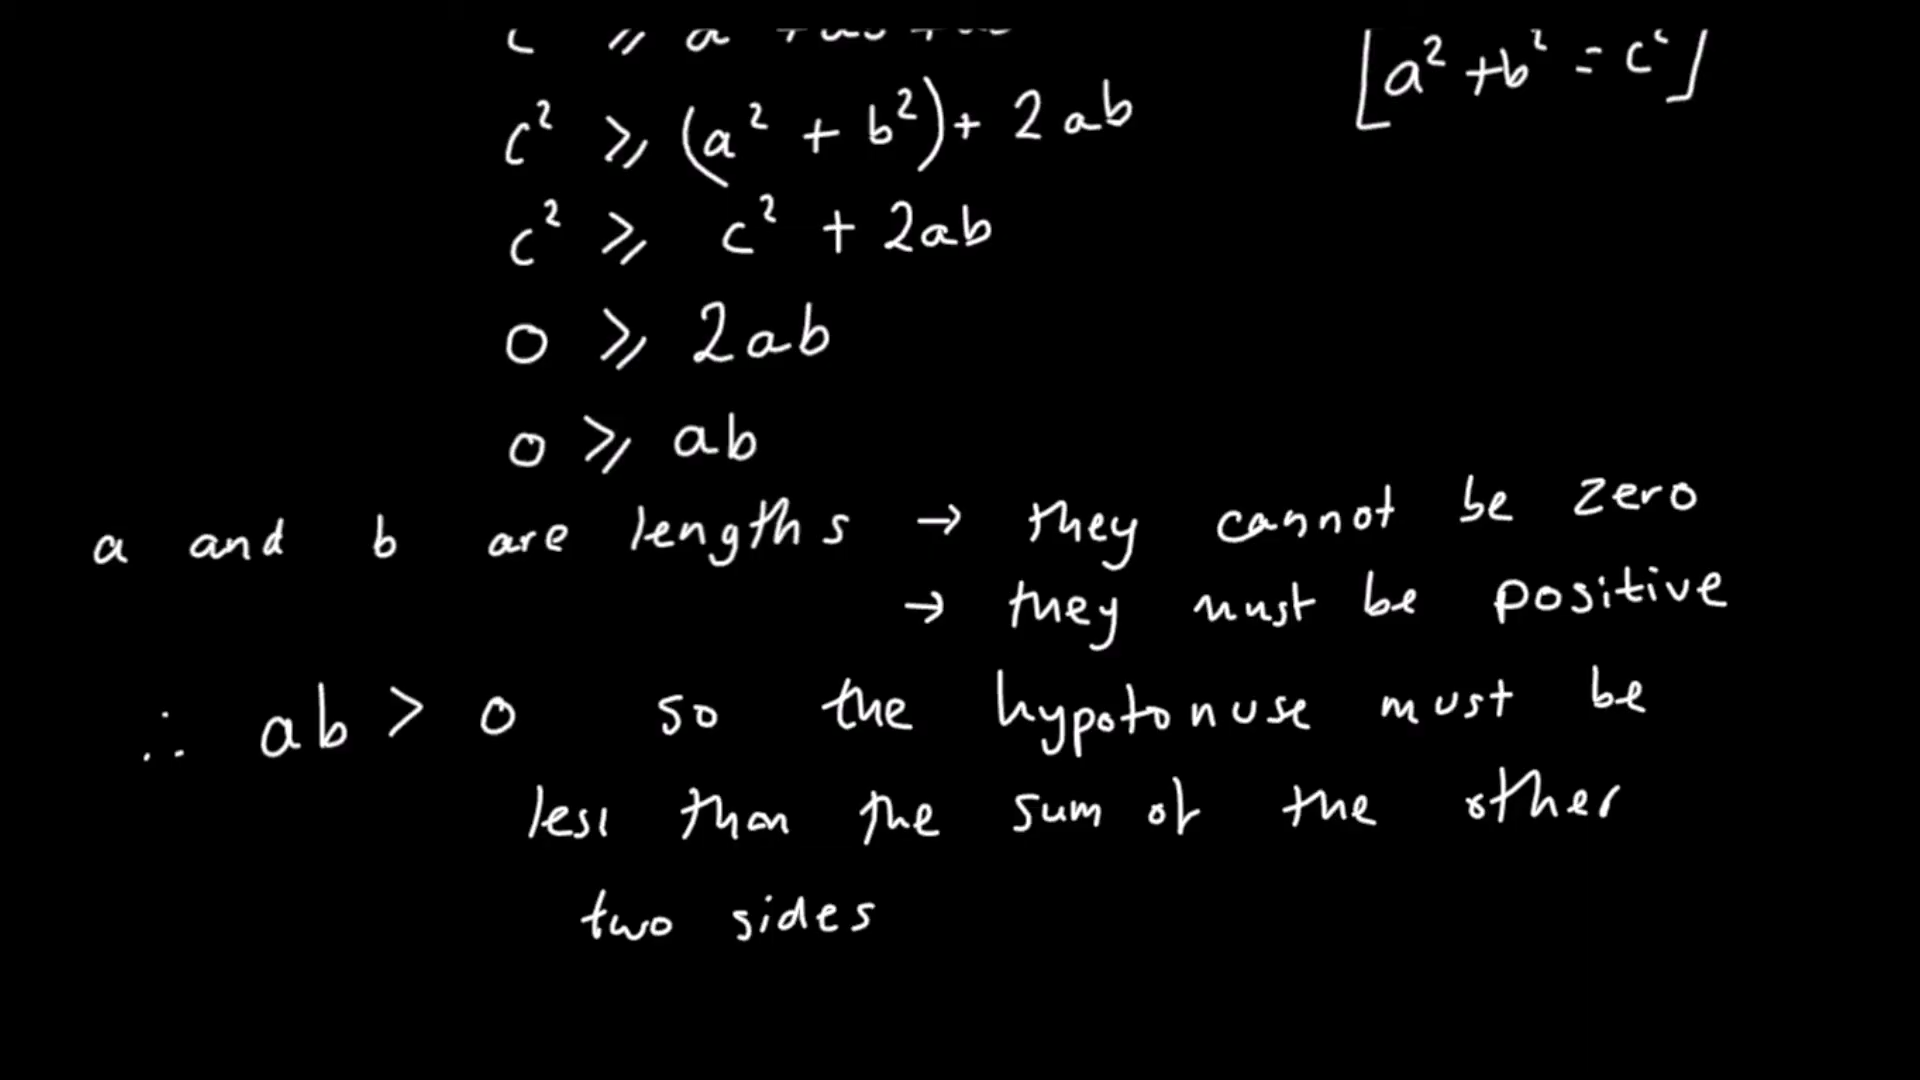 [a² + b² = c²]
c² ⩾ (a² + b²) + 2ab
c² ⩾ c² + 2ab
0 ⩾ 2ab
0 ⩾ ab
a and b are lengths → they cannot be zero
→ they must be positive
∴ ab > 0 so the hypotonuse must be
less than the sum of the other
two sides